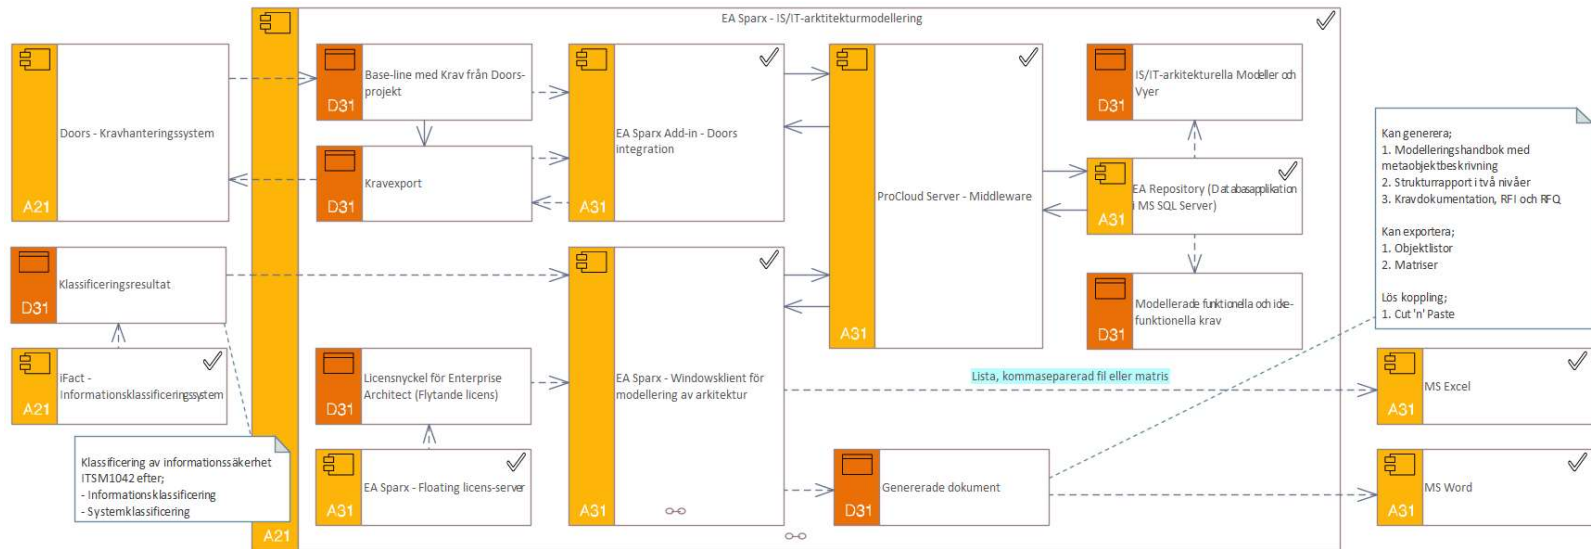 EA Sparx - IS/IT-arktitekturmodellering
A21
Doors - Kravhanteringssystem
A21
Base-line med Krav från Doors-
projekt
D31
Kravexport
D31
EA Sparx Add-in - Doors
integration
A31
ProCloud Server - Middleware
A31
IS/IT-arkitekturella Modeller och
Vyer
D31
EA Repository (Databasapplikation
i MS SQL Server)
A31
Modellerade funktionella och icke-
funktionella krav
D31
Kan generera;
1. Modelleringshandbok med
metaobjektbeskrivning
2. Strukturrapport i två nivåer
3. Kravdokumentation, RFI och RFQ
Kan exportera;
1. Objektlistor
2. Matriser
Lös koppling;
1. Cut 'n' Paste
Klassificeringsresultat
D31
iFact -
Informationsklassificeringssystem
A21
Klassificering av informationssäkerhet
ITSM1042 efter;
- Informationsklassificering
- Systemklassificering
Licensnyckel för Enterprise
Architect (Flytande licens)
D31
EA Sparx - Floating licens-server
A31
EA Sparx - Windowsklient för
modellering av arkitektur
A31
Lista, kommaseparerad fil eller matris
Genererade dokument
D31
MS Excel
A31
MS Word
A31